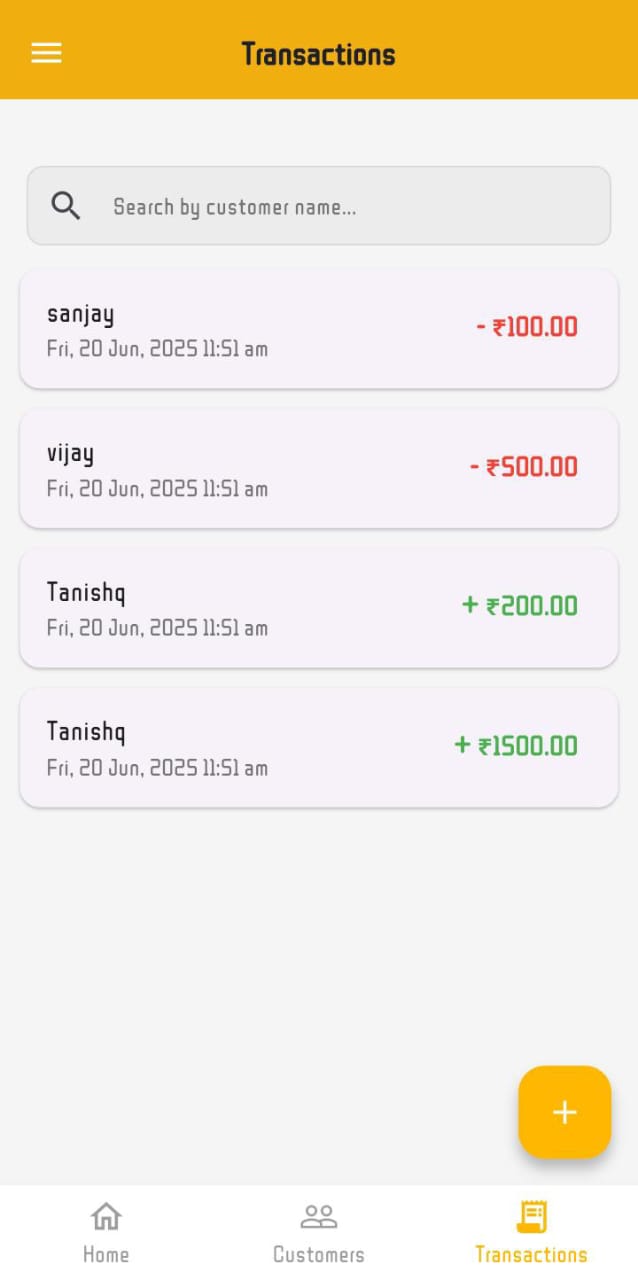 Transactions
Search by customer name...
sanjay
- ₹100.00
Fri, 20 Jun, 2025 11:51 am
vijay
- ₹500.00
Fri, 20 Jun, 2025 11:51 am
Tanishq
+ ₹200.00
Fri, 20 Jun, 2025 11:51 am
Tanishq
+ ₹1500.00
Fri, 20 Jun, 2025 11:51 am
Home
Customers
Transactions